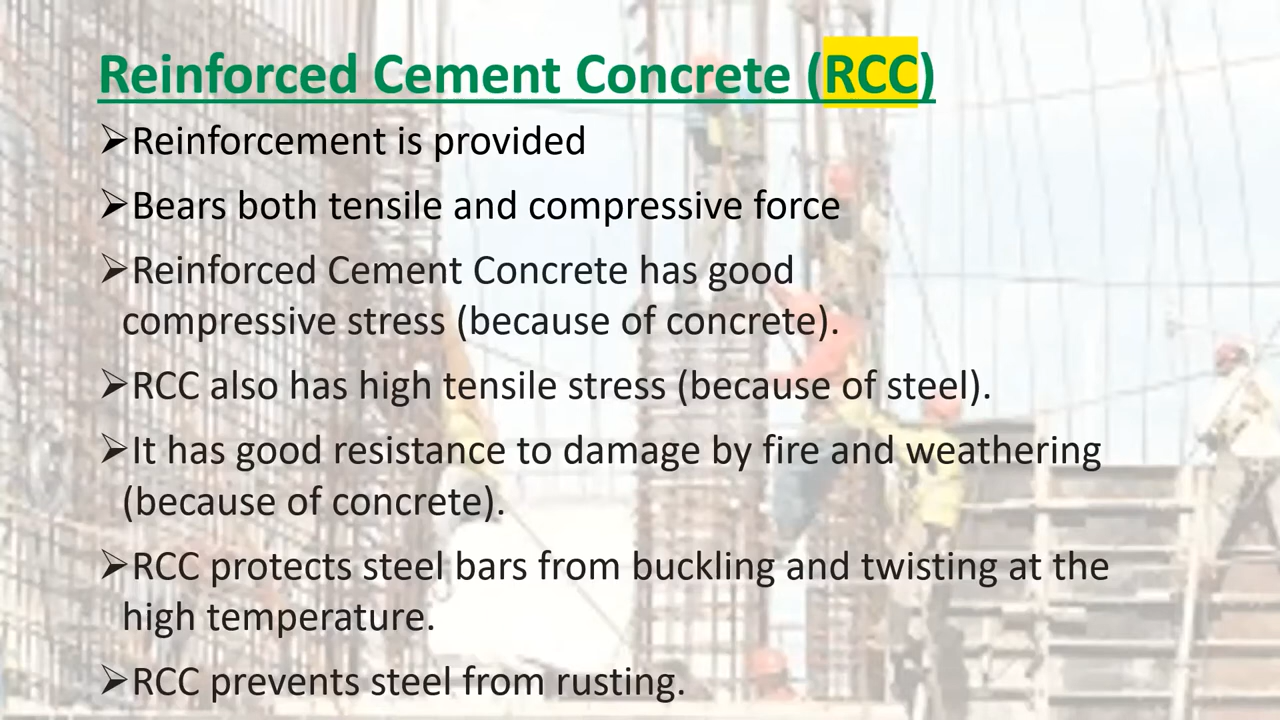 Reinforced Cement Concrete (RCC)
➢Reinforcement is provided
➢Bears both tensile and compressive force
➢Reinforced Cement Concrete has good
compressive stress (because of concrete).
➢RCC also has high tensile stress (because of steel).
➢It has good resistance to damage by fire and weathering
(because of concrete).
➢RCC protects steel bars from buckling and twisting at the
high temperature.
➢RCC prevents steel from rusting.